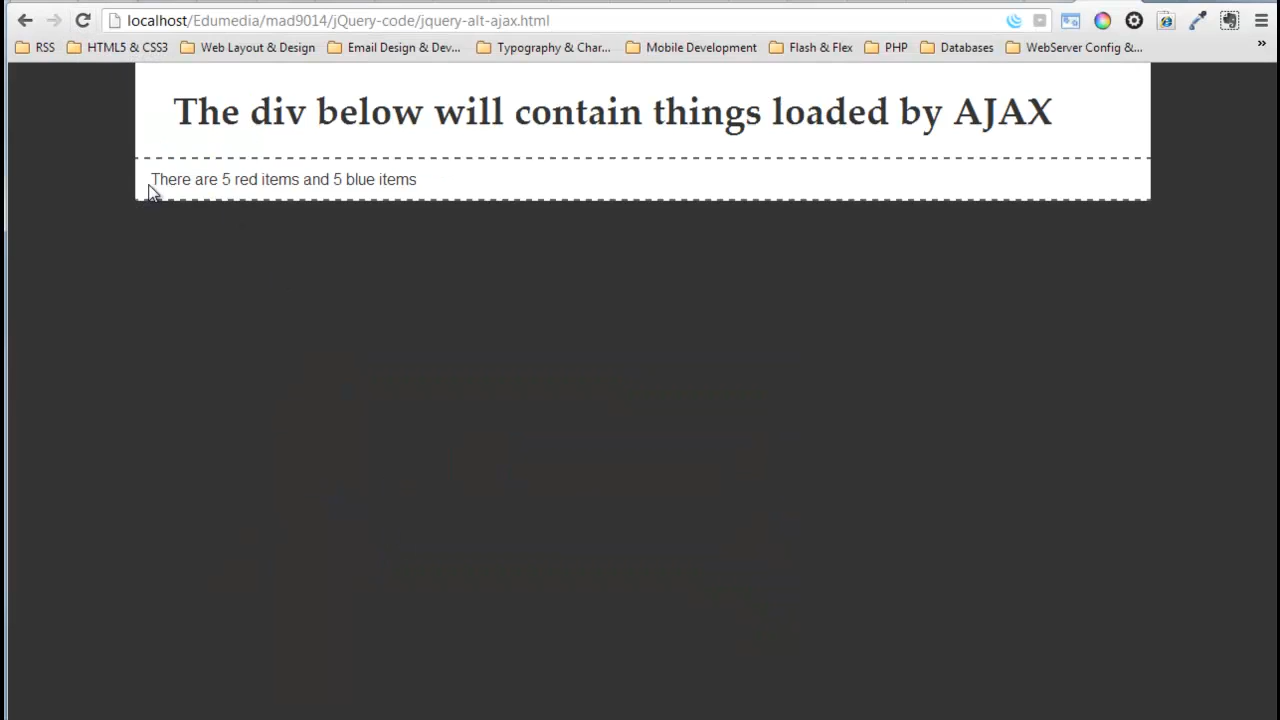 localhost/Edumedia/mad9014/jQuery-code/jquery-alt-ajax.html
RSS HTML5 & CSS3 Web Layout & Design Email Design & Dev... Typography & Char... Mobile Development Flash & Flex PHP Databases WebServer Config &... »
The div below will contain things loaded by AJAX
There are 5 red items and 5 blue items